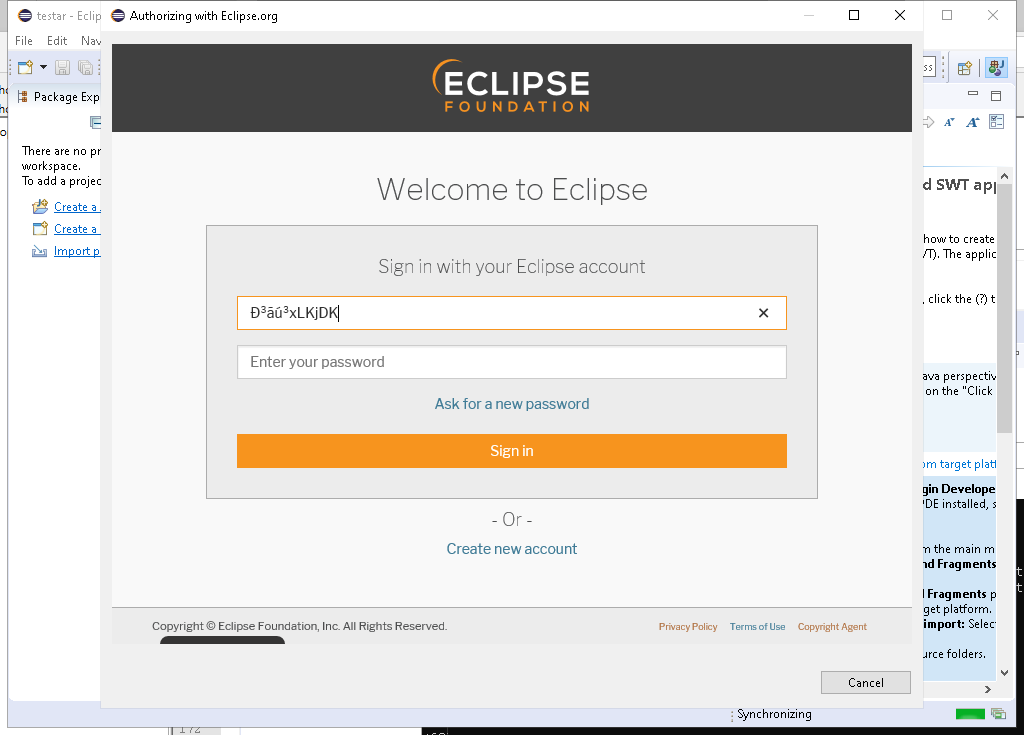 testar - Eclip
Authorizing with Eclipse.org
File Edit Nav
ECLIPSE
FOUNDATION
Package Exp
There are no pr
workspace.
To add a projec
Create a
Create a
Import p
Welcome to Eclipse
Sign in with your Eclipse account
Ð³ãú³xLKjDK
Enter your password
Ask for a new password
Sign in
- Or -
Create new account
Copyright © Eclipse Foundation, Inc. All Rights Reserved.
Privacy Policy Terms of Use Copyright Agent
Cancel
d SWT app
how to create
/T). The applic
, click the (?) t
ava perspectiv
on the "Click
om target platf
gin Develope
PDE installed, s
m the main m
nd Fragments
l Fragments p
get platform.
import: Select
urce folders.
Synchronizing
172